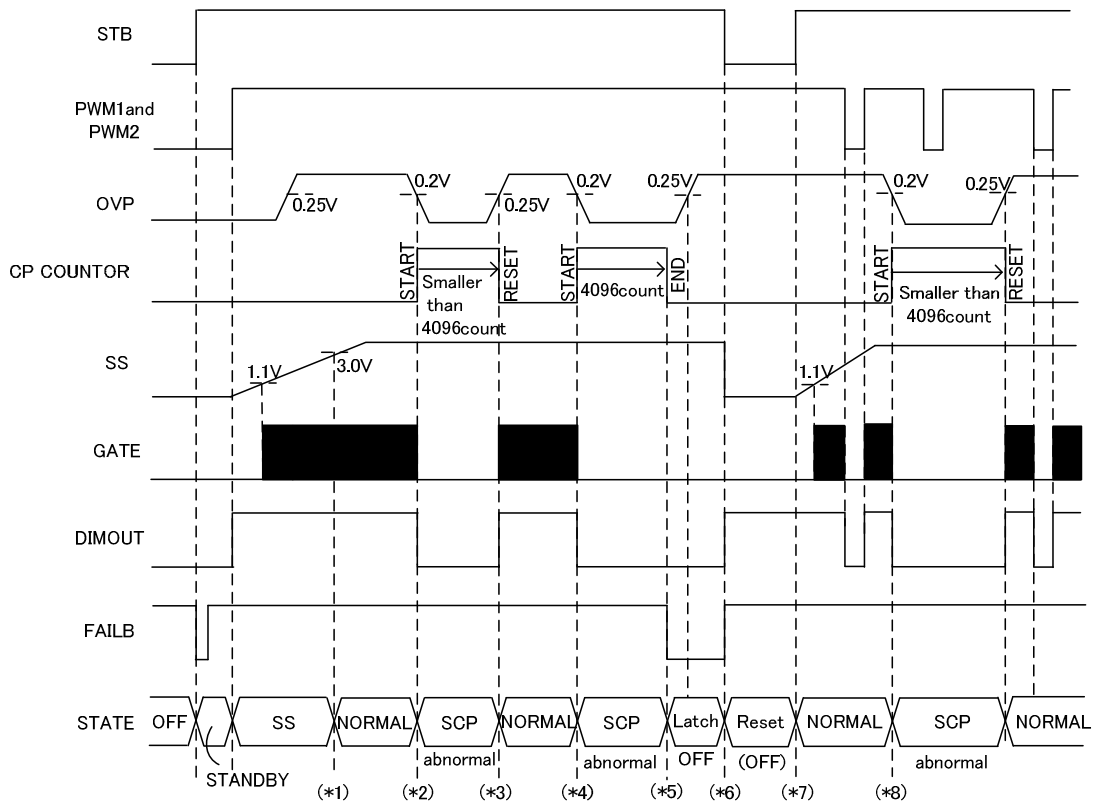 STB
PWM1and
PWM2
OVP
0.25V
0.2V
0.25V
0.2V
0.25V
0.2V
0.25V
CP COUNTOR
START
Smaller
than
4096count
RESET
START
4096count
END
START
Smaller than
4096count
RESET
SS
1.1V
3.0V
1.1V
GATE
DIMOUT
FAILB
STATE
OFF
SS
NORMAL
SCP
NORMAL
SCP
Latch
Reset
NORMAL
SCP
NORMAL
STANDBY
abnormal
abnormal
OFF
(OFF)
abnormal
(*1)
(*2)
(*3)
(*4)
(*5)
(*6)
(*7)
(*8)